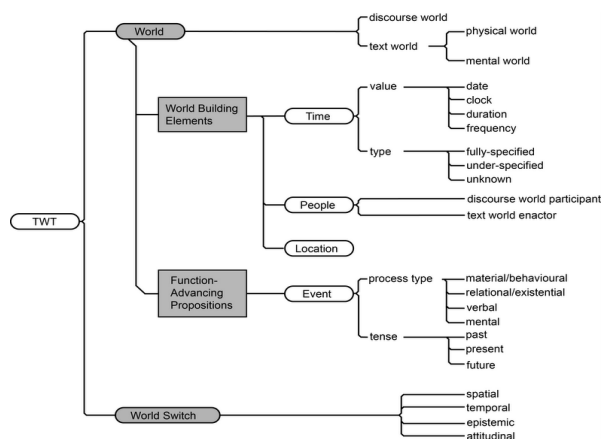 discourse world
World
physical world
text world
mental world
value
date
clock
World Building
Elements
Time
duration
frequency
type
fully-specified
under-specified
unknown
People
discourse world participant
text world enactor
TWT
Location
Function-
Advancing
Propositions
Event
process type
material/behavioural
relational/existential
verbal
mental
tense
past
present
future
World Switch
spatial
temporal
epistemic
attitudinal